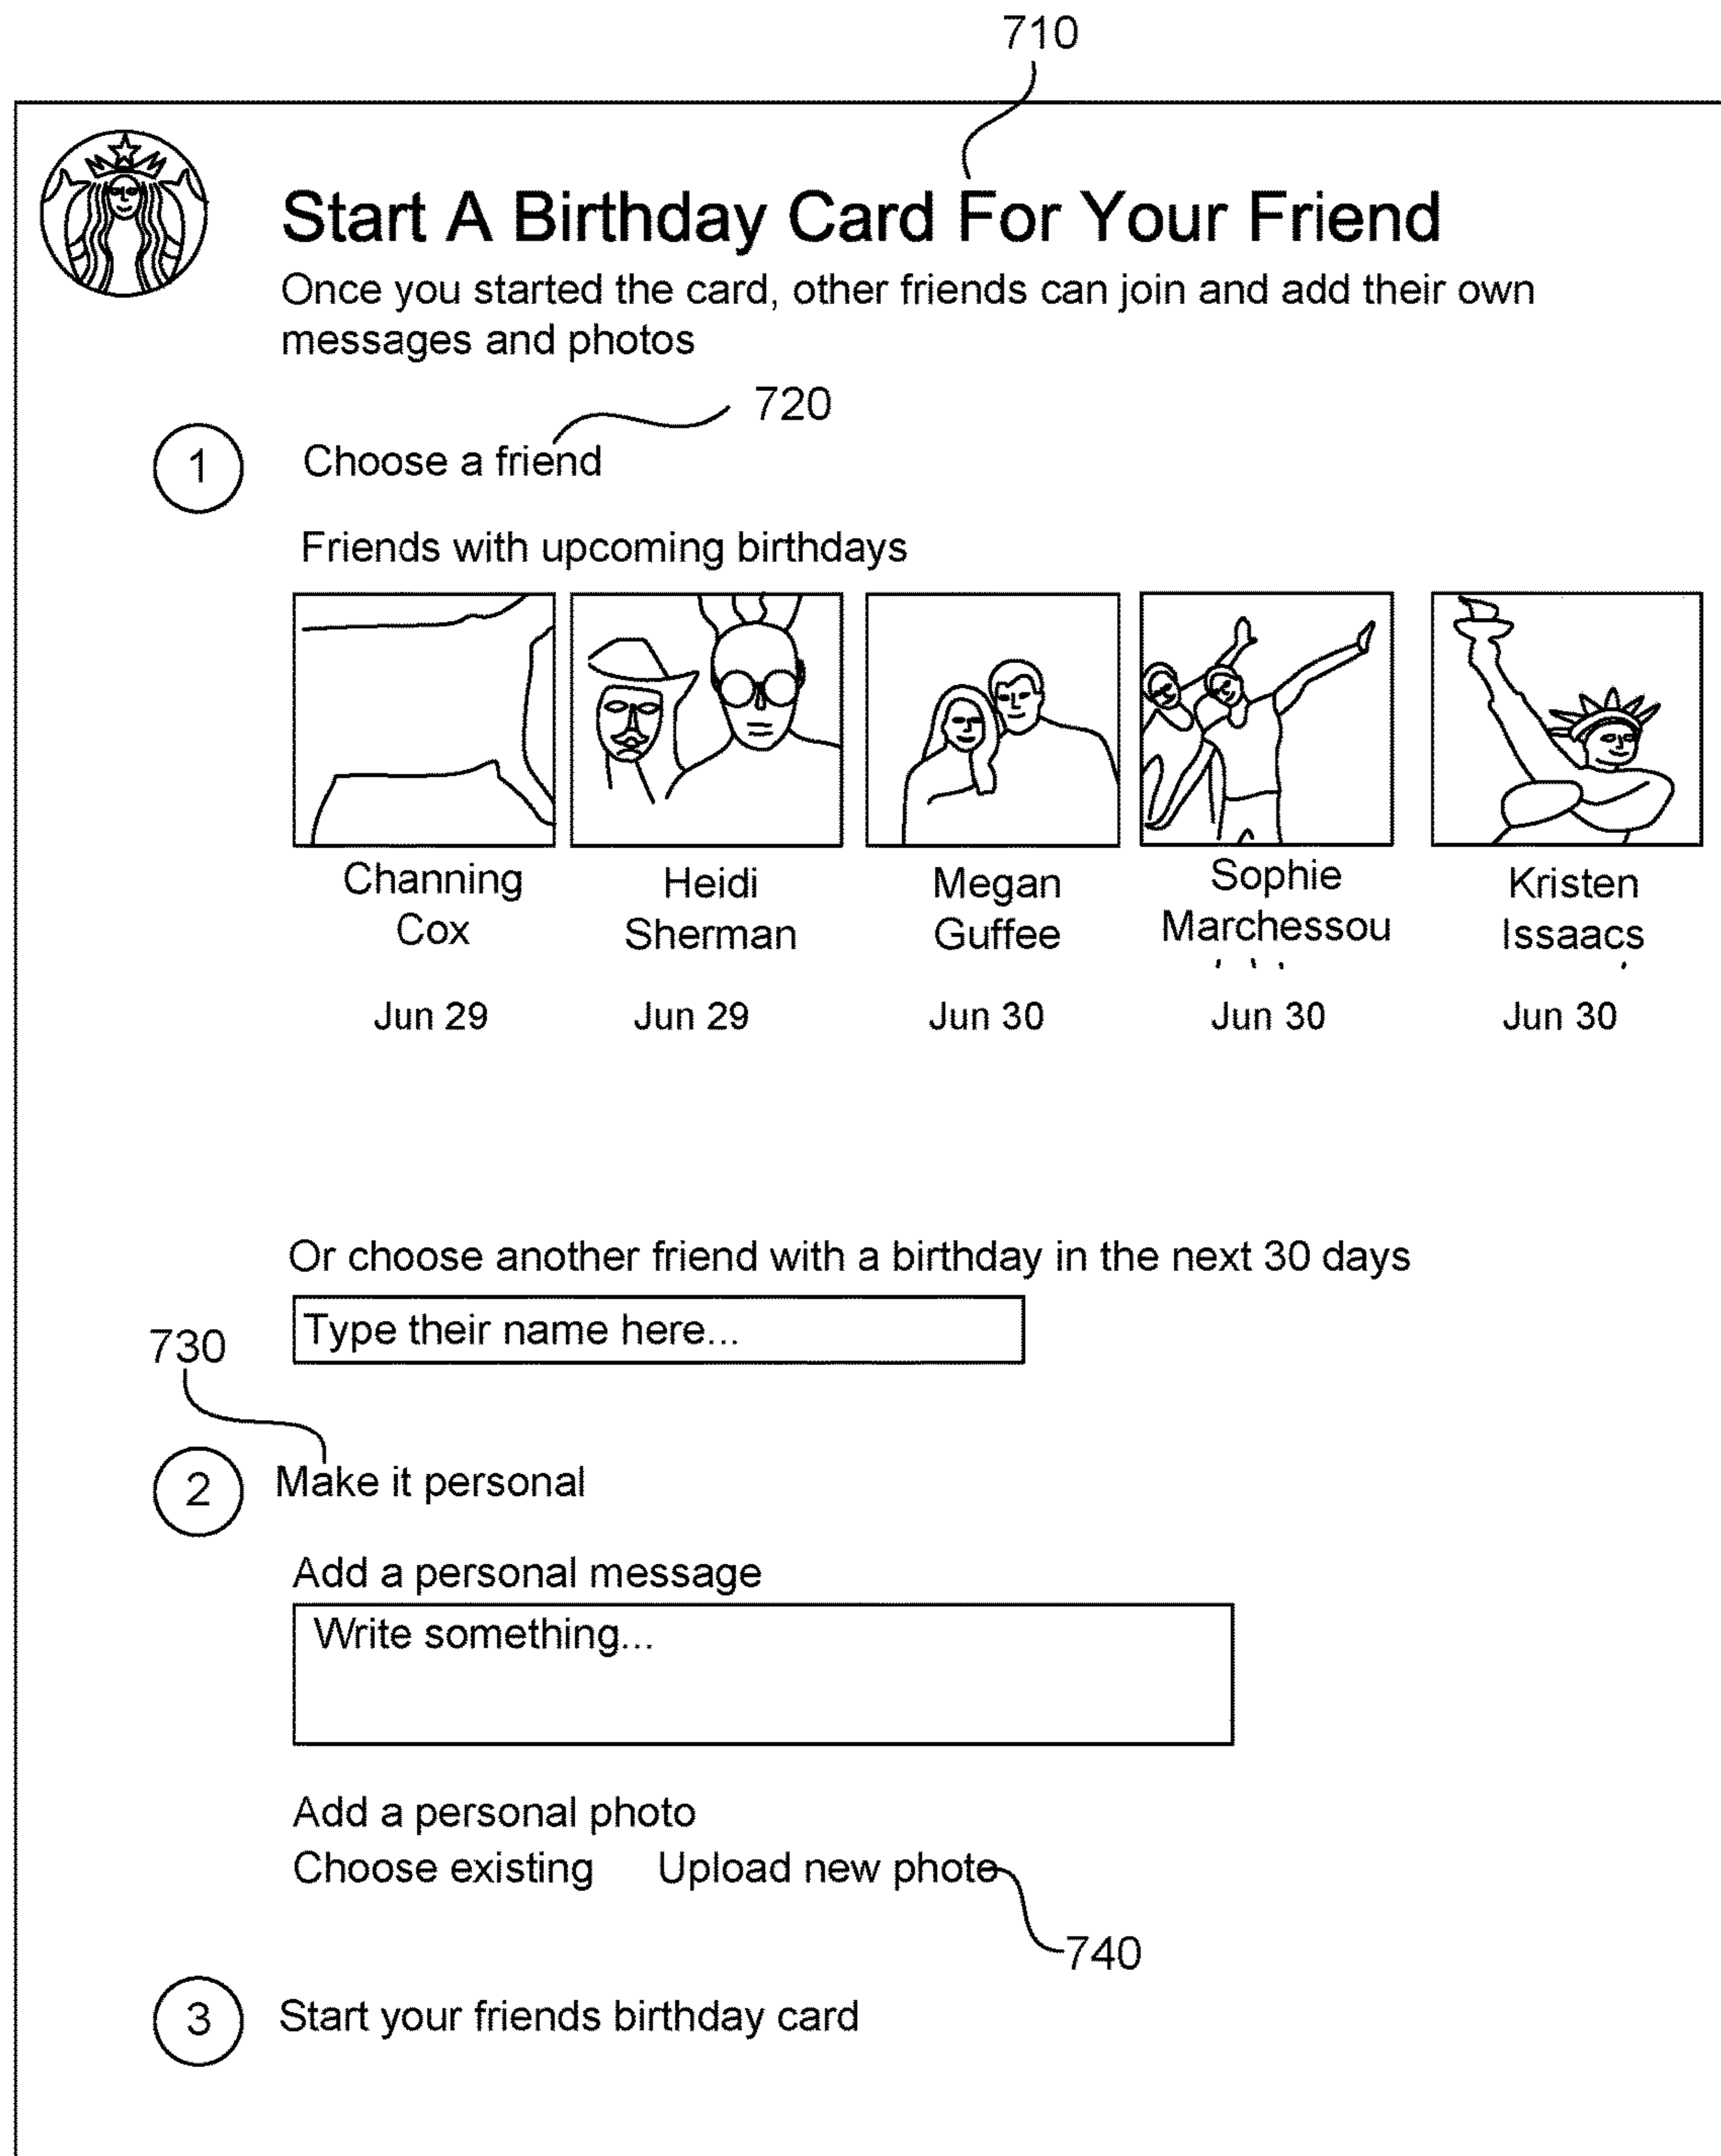 710
Start A Birthday Card For Your Friend
Once you started the card, other friends can join and add their own
messages and photos
720
1 Choose a friend
Friends with upcoming birthdays
Channing Heidi Megan Sophie Kristen
Cox Sherman Guffee Marchessou Issaacs
Jun 29 Jun 29 Jun 30 Jun 30 Jun 30
Or choose another friend with a birthday in the next 30 days
Type their name here...
730
2 Make it personal
Add a personal message
Write something...
Add a personal photo
Choose existing Upload new photo
740
3 Start your friends birthday card